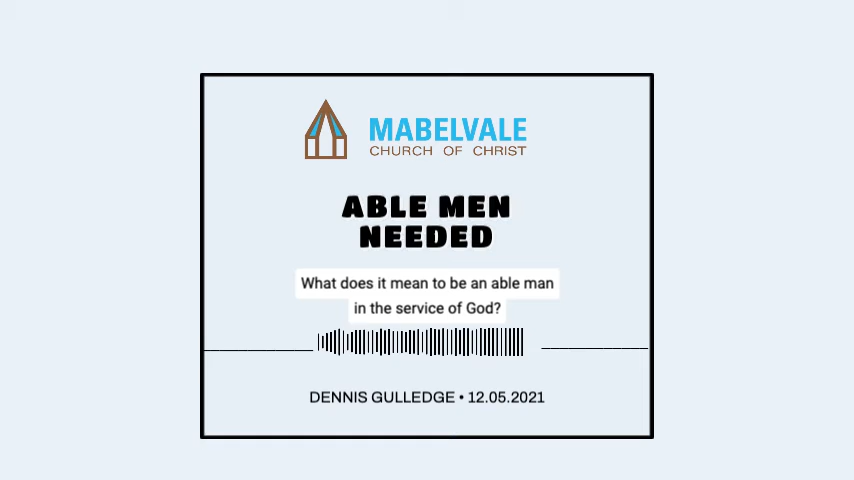 MABELVALE
CHURCH OF CHRIST
ABLE MEN
NEEDED
What does it mean to be an able man
in the service of God?
DENNIS GULLEDGE • 12.05.2021